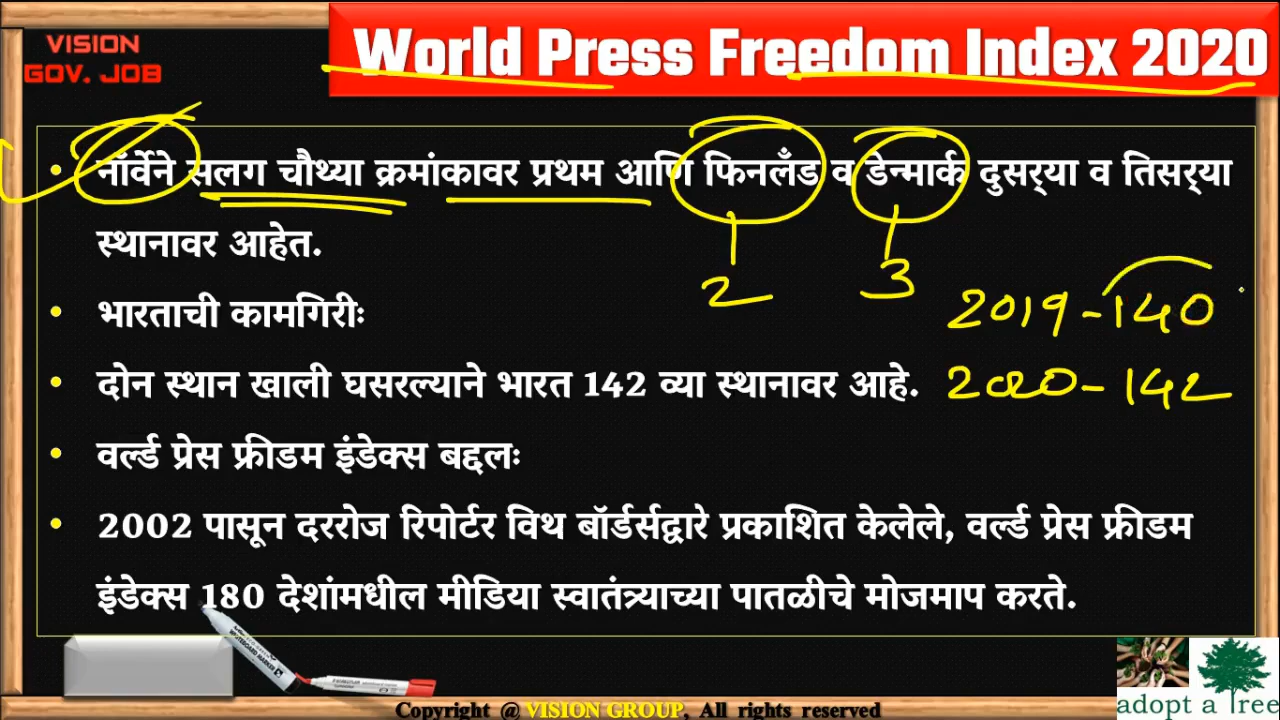 VISION
GOV. JOB
World Press Freedom Index 2020
• नॉर्वेने सलग चौथ्या क्रमांकावर प्रथम आणि फिनलँड व डेन्मार्क दुसर्‍या व तिसर्‍या
स्थानावर आहेत.
2 3
• भारताची कामगिरीः
2019-140
• दोन स्थान खाली घसरल्याने भारत 142 व्या स्थानावर आहे.
2020-142
• वर्ल्ड प्रेस फ्रीडम इंडेक्स बद्दलः
• 2002 पासून दररोज रिपोर्टर विथ बॉर्डर्सद्वारे प्रकाशित केलेले, वर्ल्ड प्रेस फ्रीडम
इंडेक्स 180 देशांमधील मीडिया स्वातंत्र्याच्या पातळीचे मोजमाप करते.
adopt a Tree
Copyright @ VISION GROUP, All rights reserved